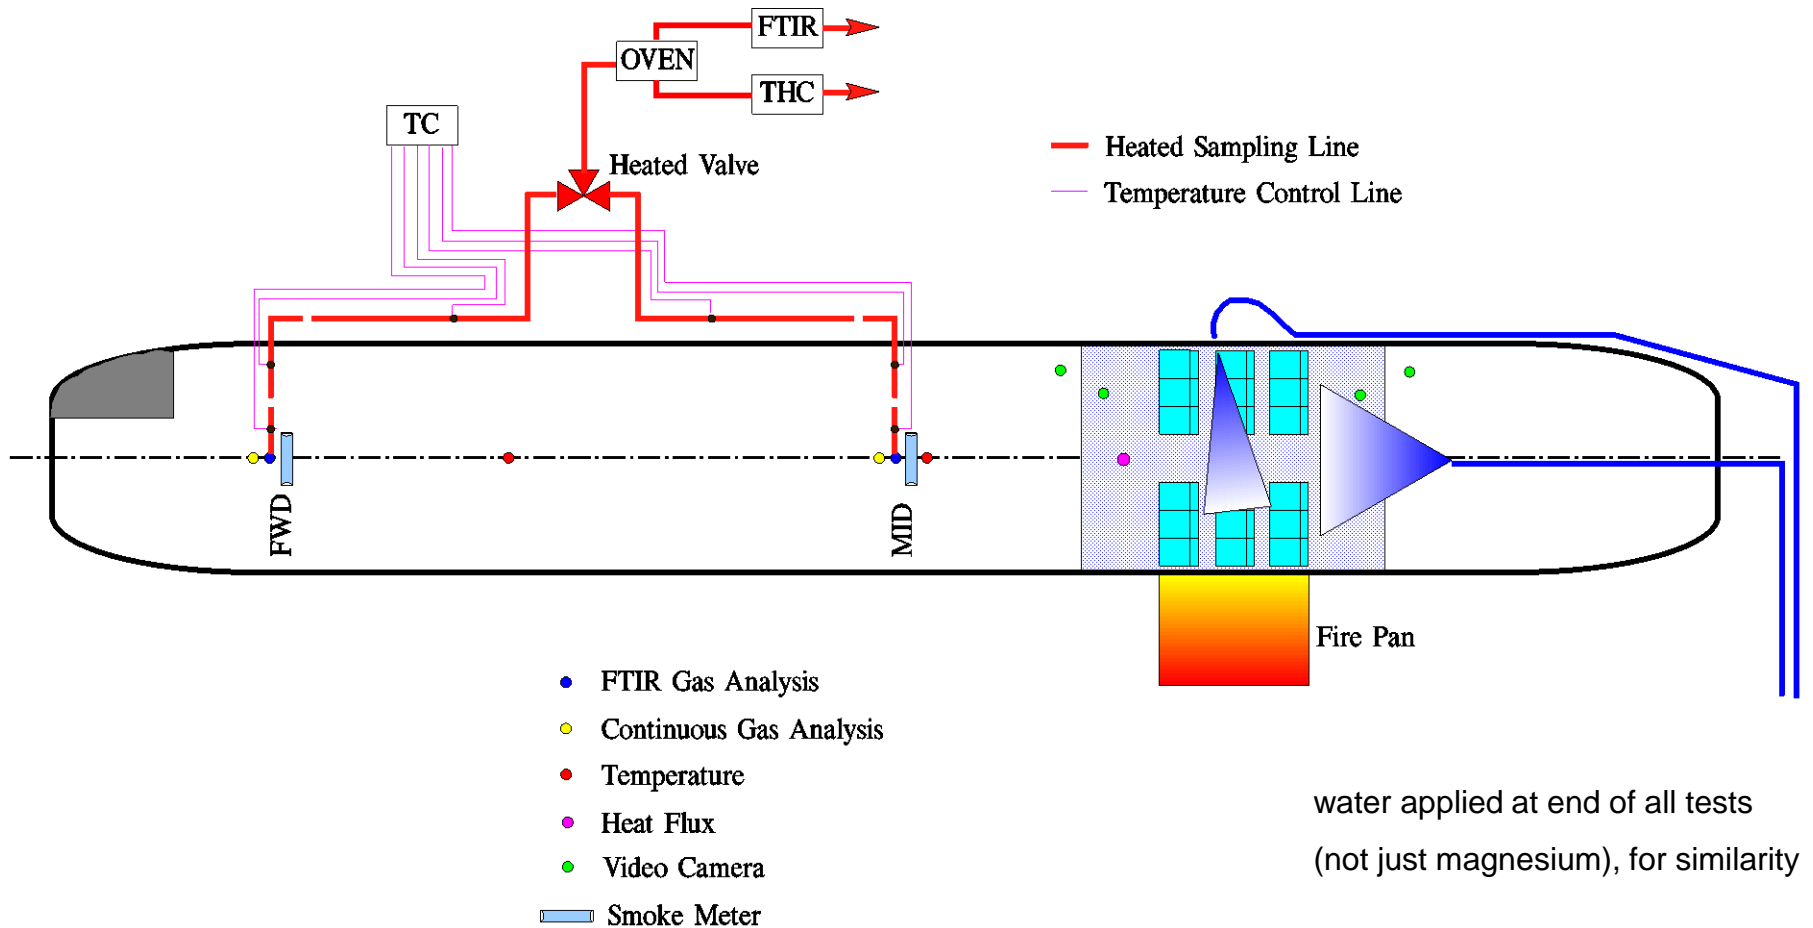 FTIR
OVEN
THC
TC
Heated Valve
Heated Sampling Line
Temperature Control Line
FWD
MID
Fire Pan
FTIR Gas Analysis
Continuous Gas Analysis
Temperature
Heat Flux
Video Camera
Smoke Meter
water applied at end of all tests
(not just magnesium), for similarity